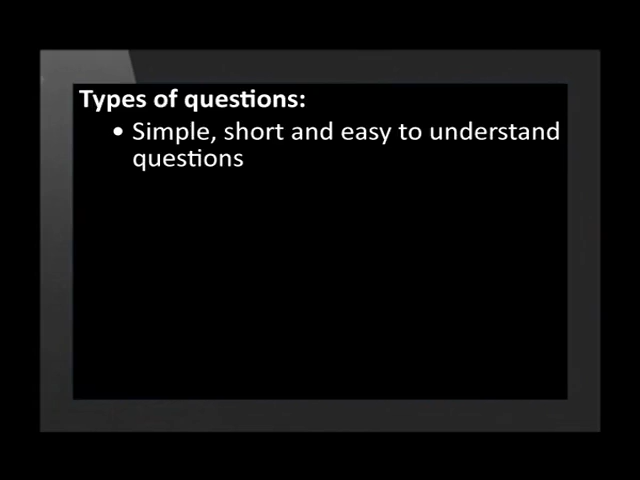 Types of questions:
• Simple, short and easy to understand
questions